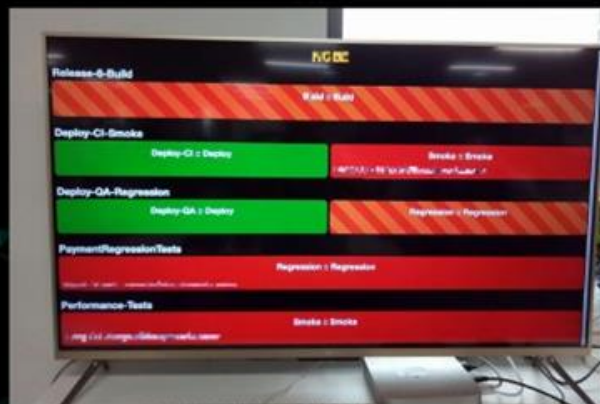 Release-6-Build
Build :: Build
Deploy-CI-Smoke
Deploy-CI :: Deploy
Smoke :: Smoke
Deploy-QA-Regression
Deploy-QA :: Deploy
Regression :: Regression
PaymentRegressionTests
Regression :: Regression
Performance-Tests
Smoke :: Smoke